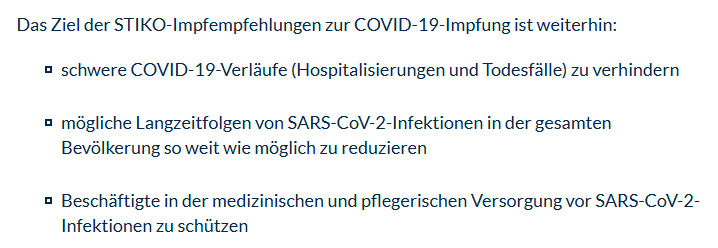 Das Ziel der STIKO-Impfempfehlungen zur COVID-19-Impfung ist weiterhin:
schwere COVID-19-Verläufe (Hospitalisierungen und Todesfälle) zu verhindern
mögliche Langzeitfolgen von SARS-CoV-2-Infektionen in der gesamten
Bevölkerung so weit wie möglich zu reduzieren
Beschäftigte in der medizinischen und pflegerischen Versorgung vor SARS-CoV-2-
Infektionen zu schützen